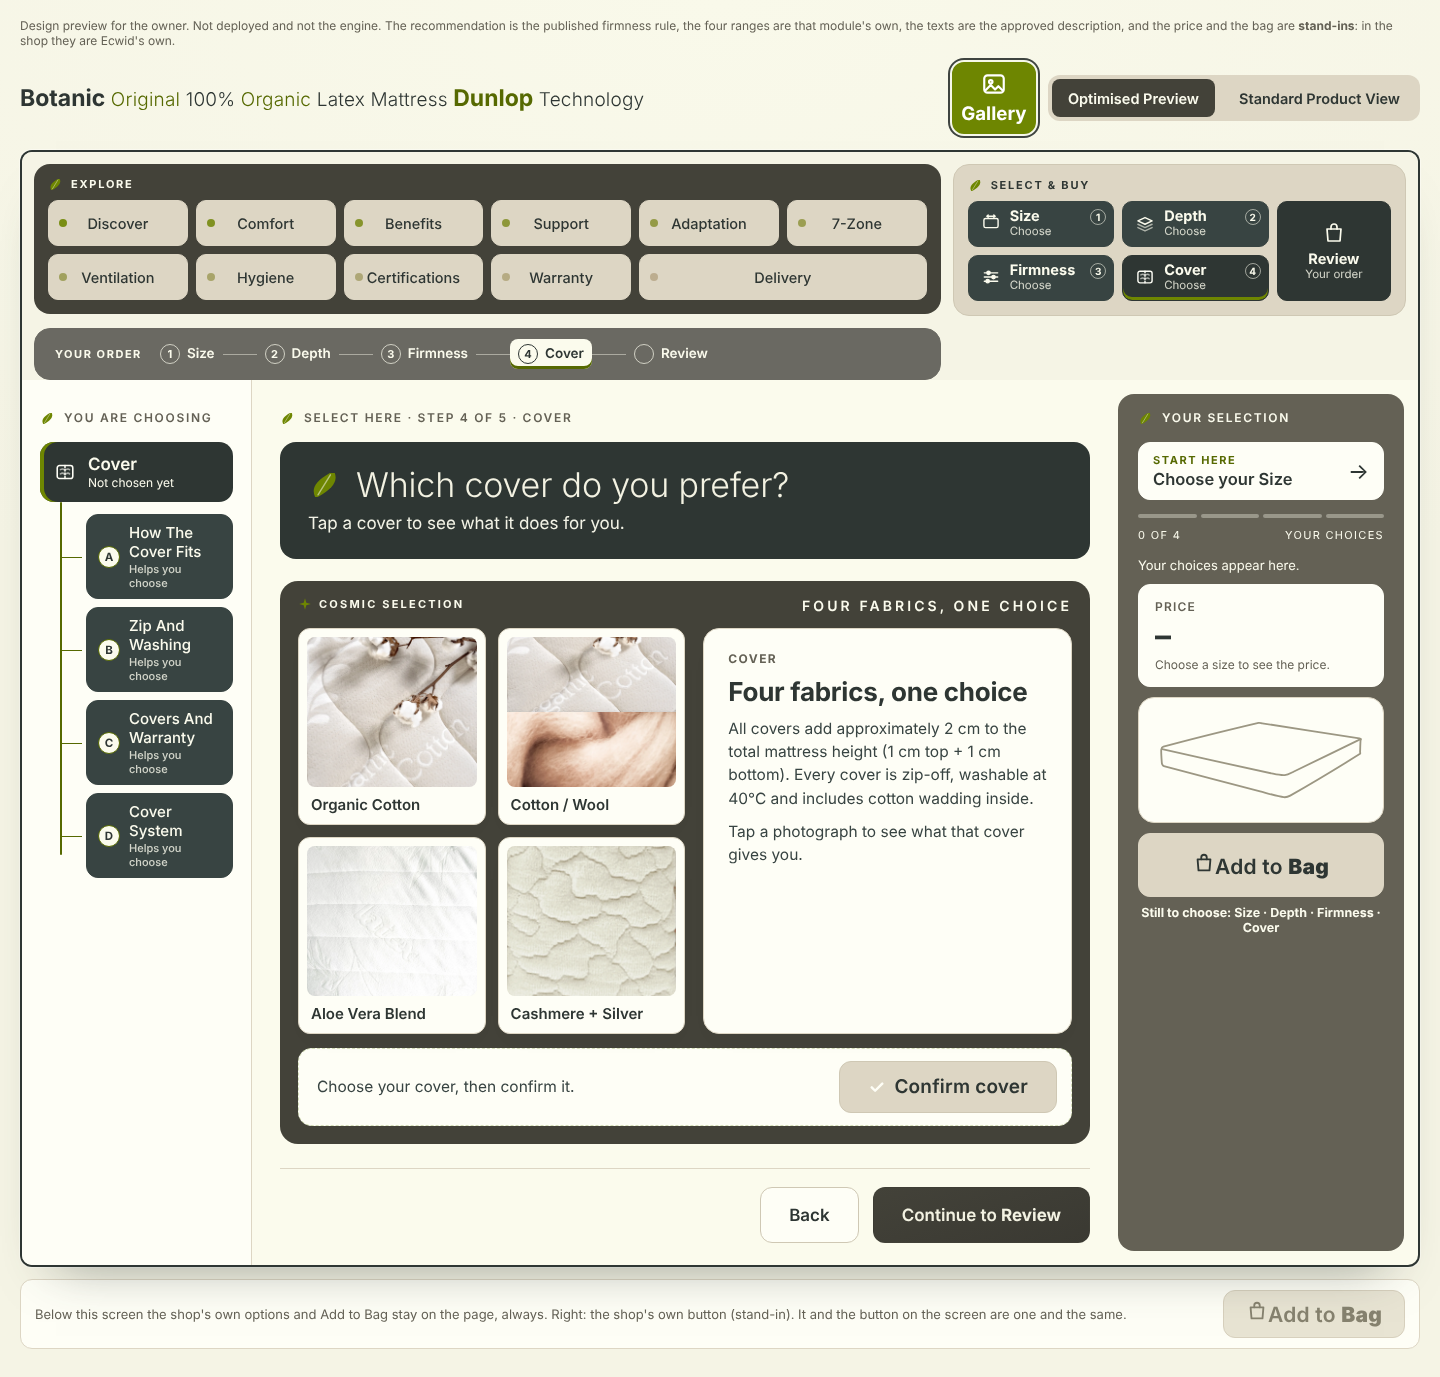 Design preview for the owner. Not deployed and not the engine. The recommendation is the published firmness rule, the four ranges are that module's own, the texts are the approved description, and the price and the bag are stand-ins: in the
shop they are Ecwid's own.
Botanic Original 100% Organic Latex Mattress Dunlop Technology
Gallery
Optimised Preview
Standard Product View
EXPLORE
Discover
Comfort
Benefits
Support
Adaptation
7-Zone
Ventilation
Hygiene
Certifications
Warranty
Delivery
SELECT & BUY
Size
Choose
1
Depth
Choose
2
Firmness
Choose
3
Cover
Choose
4
Review
Your order
YOUR ORDER
1 Size
2 Depth
3 Firmness
4 Cover
Review
YOU ARE CHOOSING
Cover
Not chosen yet
A
How The
Cover Fits
Helps you
choose
B
Zip And
Washing
Helps you
choose
C
Covers And
Warranty
Helps you
choose
D
Cover
System
Helps you
choose
SELECT HERE · STEP 4 OF 5 · COVER
Which cover do you prefer?
Tap a cover to see what it does for you.
COSMIC SELECTION
FOUR FABRICS, ONE CHOICE
Cotton
Organic Cotton
Cotton
Cotton / Wool
Aloe Vera Blend
Cashmere + Silver
COVER
Four fabrics, one choice
All covers add approximately 2 cm to the
total mattress height (1 cm top + 1 cm
bottom). Every cover is zip-off, washable at
40°C and includes cotton wadding inside.
Tap a photograph to see what that cover
gives you.
Choose your cover, then confirm it.
Confirm cover
Back
Continue to Review
YOUR SELECTION
START HERE
Choose your Size
0 OF 4
YOUR CHOICES
Your choices appear here.
PRICE
–
Choose a size to see the price.
Add to Bag
Still to choose: Size · Depth · Firmness ·
Cover
Below this screen the shop's own options and Add to Bag stay on the page, always. Right: the shop's own button (stand-in). It and the button on the screen are one and the same.
Add to Bag